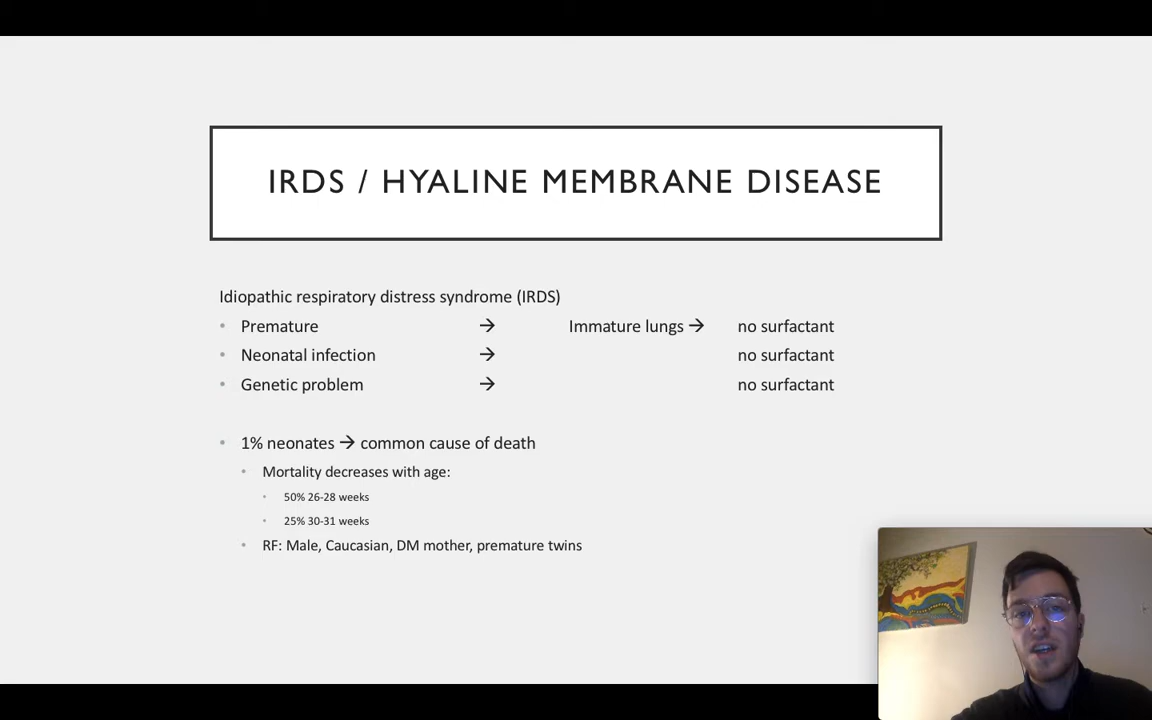 IRDS / HYALINE MEMBRANE DISEASE
Idiopathic respiratory distress syndrome (IRDS)
• Premature → Immature lungs → no surfactant
• Neonatal infection → no surfactant
• Genetic problem → no surfactant
• 1% neonates → common cause of death
• Mortality decreases with age:
• 50% 26-28 weeks
• 25% 30-31 weeks
• RF: Male, Caucasian, DM mother, premature twins